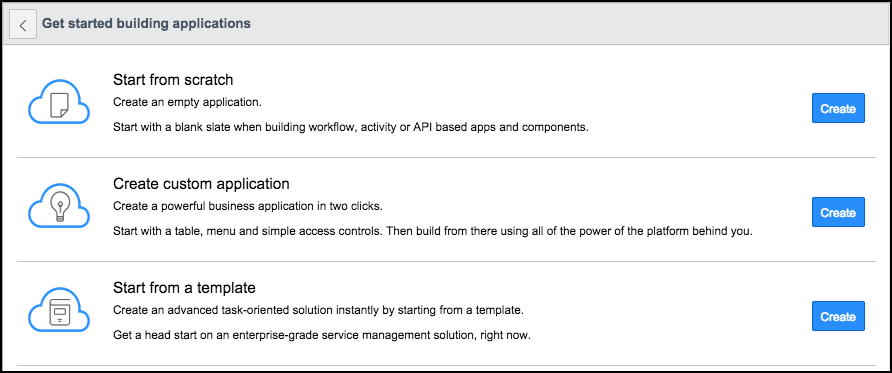 Get started building applications
Start from scratch
Create an empty application.
Create
Start with a blank slate when building workflow, activity or API based apps and components.
Create custom application
Create a powerful business application in two clicks.
Create
Start with a table, menu and simple access controls. Then build from there using all of the power of the platform behind you.
Start from a template
Create an advanced task-oriented solution instantly by starting from a template.
Create
Get a head start on an enterprise-grade service management solution, right now.